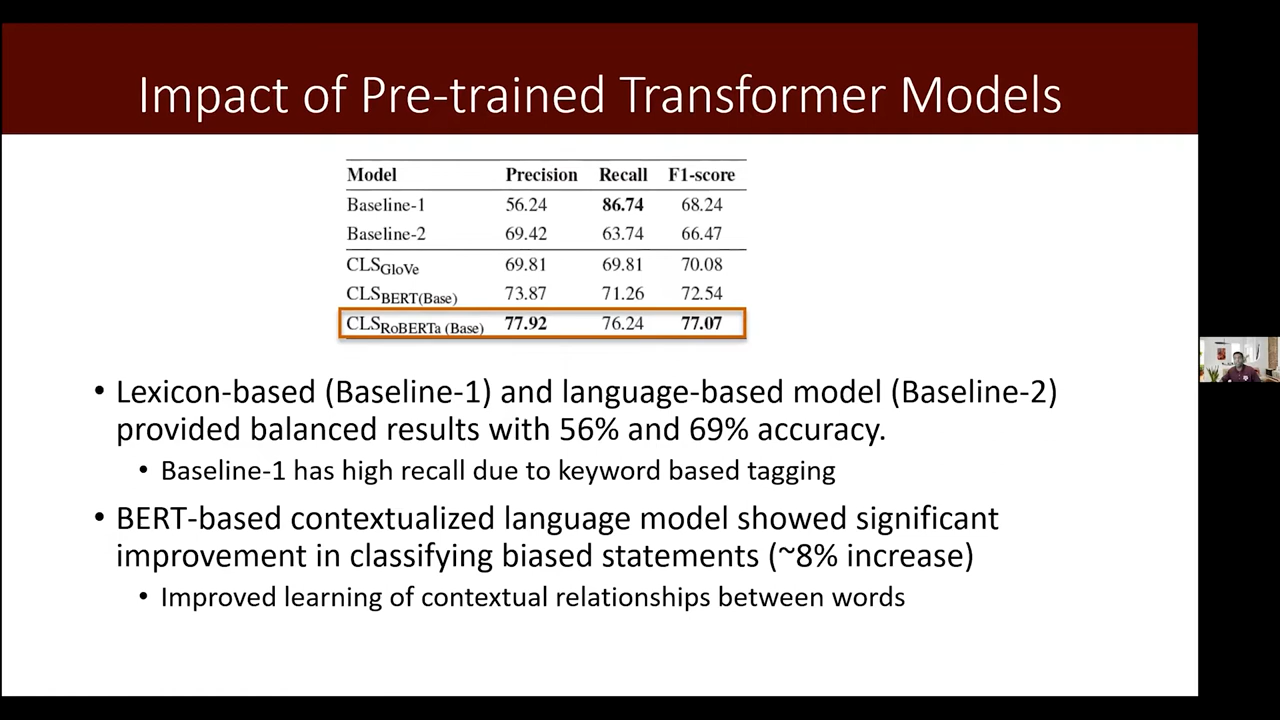 Impact of Pre-trained Transformer Models
Model Precision Recall F1-score
Baseline-1 56.24 86.74 68.24
Baseline-2 69.42 63.74 66.47
CLSGloVe 69.81 69.81 70.08
CLSBERT(Base) 73.87 71.26 72.54
CLSRoBERTa (Base) 77.92 76.24 77.07
• Lexicon-based (Baseline-1) and language-based model (Baseline-2)
provided balanced results with 56% and 69% accuracy.
• Baseline-1 has high recall due to keyword based tagging
• BERT-based contextualized language model showed significant
improvement in classifying biased statements (~8% increase)
• Improved learning of contextual relationships between words